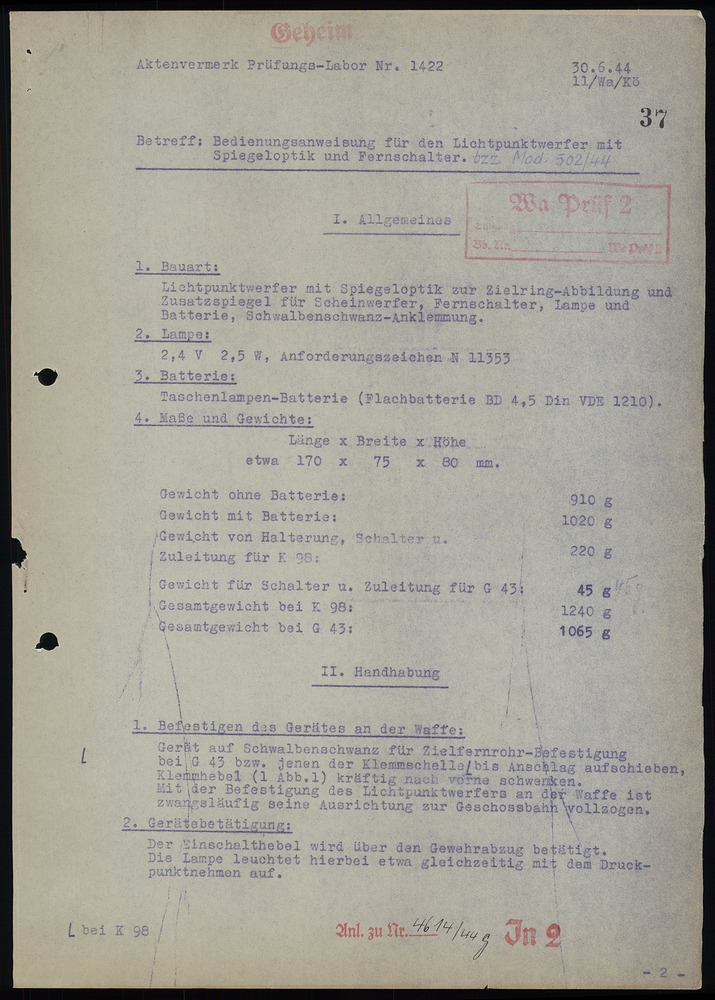 Geheim
Aktenvermerk Prüfungs-Labor Nr. 1422
30.6.44
11/Wa/Kö
37
Betreff: Bedienungsanweisung für den Lichtpunktwerfer mit
Spiegeloptik und Fernschalter. bzz Mod. 502/44
Wa Prüf 2
Bb. Nr. Wa Prüf 2
I. Allgemeines
1. Bauart:
Lichtpunktwerfer mit Spiegeloptik zur Zielring-Abbildung und
Zusatzspiegel für Scheinwerfer, Fernschalter, Lampe und
Batterie, Schwalbenschwanz-Anklemmung.
2. Lampe:
2,4 V 2,5 W, Anforderungszeichen N 11353
3. Batterie:
Taschenlampen-Batterie (Flachbatterie BD 4,5 Din VDE 1210).
4. Maße und Gewichte:
Länge x Breite x Höhe
etwa 170 x 75 x 80 mm.
Gewicht ohne Batterie: 910 g
Gewicht mit Batterie: 1020 g
Gewicht von Halterung, Schalter u.
Zuleitung für K 98: 220 g
Gewicht für Schalter u. Zuleitung für G 43: 45 g
Gesamtgewicht bei K 98: 1240 g
Gesamtgewicht bei G 43: 1065 g
II. Handhabung
1. Befestigen des Gerätes an der Waffe:
Gerät auf Schwalbenschwanz für Zielfernrohr-Befestigung
bei G 43 bzw. jenen der Klemmschelle bis Anschlag aufschieben,
Klemmhebel (1 Abb.1) kräftig nach vorne schwenken.
Mit der Befestigung des Lichtpunktwerfers an der Waffe ist
zwangsläufig seine Ausrichtung zur Geschossbahn vollzogen.
2. Gerätebetätigung:
Der Einschalthebel wird über den Gewehrabzug betätigt.
Die Lampe leuchtet hierbei etwa gleichzeitig mit dem Druck-
punktnehmen auf.
bei K 98
Anl. zu Nr. 4614/44 g In 2
- 2 -